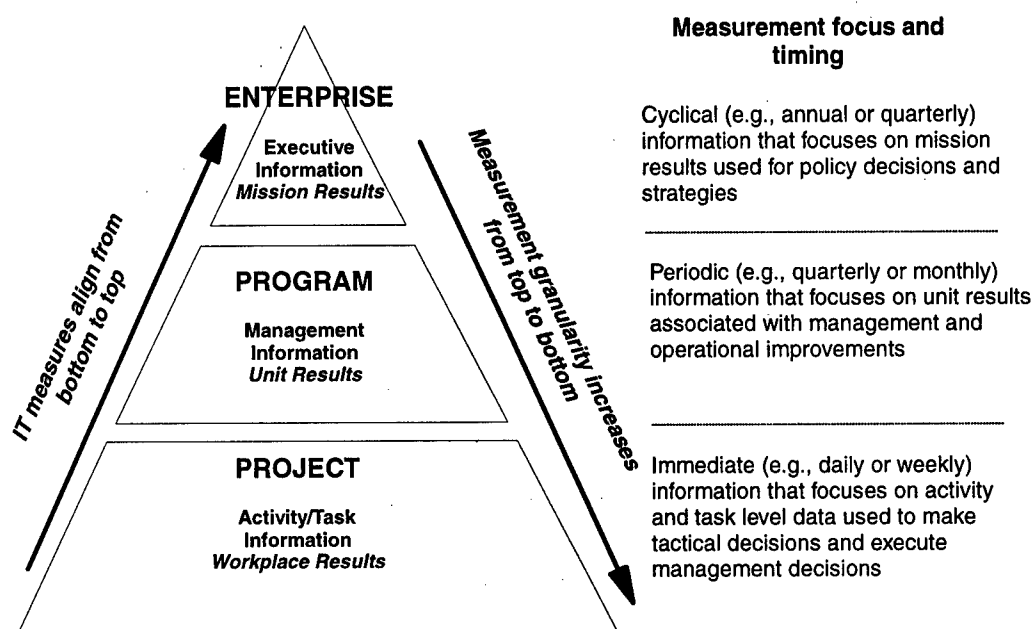 Measurement focus and
timing
ENTERPRISE
Executive
Information
Mission Results
Cyclical (e.g., annual or quarterly)
information that focuses on mission
results used for policy decisions and
strategies
IT measures align from
bottom to top
Measurement granularity increases
from top to bottom
PROGRAM
Management
Information
Unit Results
Periodic (e.g., quarterly or monthly)
information that focuses on unit results
associated with management and
operational improvements
PROJECT
Activity/Task
Information
Workplace Results
Immediate (e.g., daily or weekly)
information that focuses on activity
and task level data used to make
tactical decisions and execute
management decisions